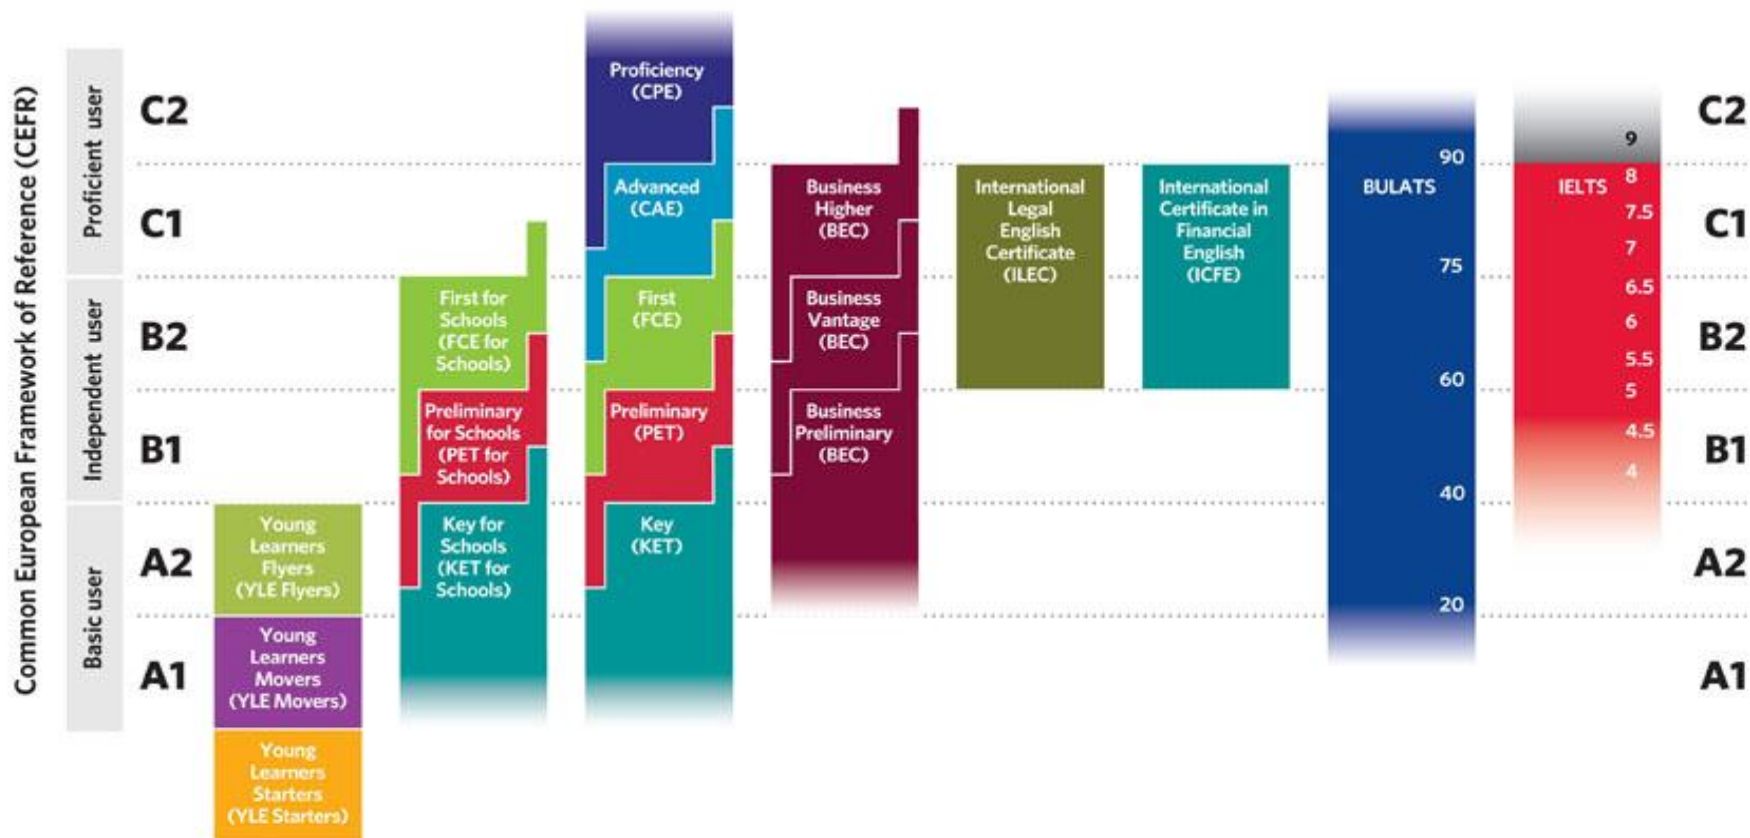 Common European Framework of Reference (CEFR)
Proficient user
Independent user
Basic user
C2
C1
B2
B1
A2
A1
Young
Learners
Flyers
(YLE Flyers)
Young
Learners
Movers
(YLE Movers)
Young
Learners
Starters
(YLE Starters)
First for
Schools
(FCE for
Schools)
Preliminary
for Schools
(PET for
Schools)
Key for
Schools
(KET for
Schools)
Proficiency
(CPE)
Advanced
(CAE)
First
(FCE)
Preliminary
(PET)
Key
(KET)
Business
Higher
(BEC)
Business
Vantage
(BEC)
Business
Preliminary
(BEC)
International
Legal
English
Certificate
(ILEC)
International
Certificate in
Financial
English
(ICFE)
BULATS
90
75
60
40
20
IELTS
9
8
7.5
7
6.5
6
5.5
5
4.5
4
C2
C1
B2
B1
A2
A1